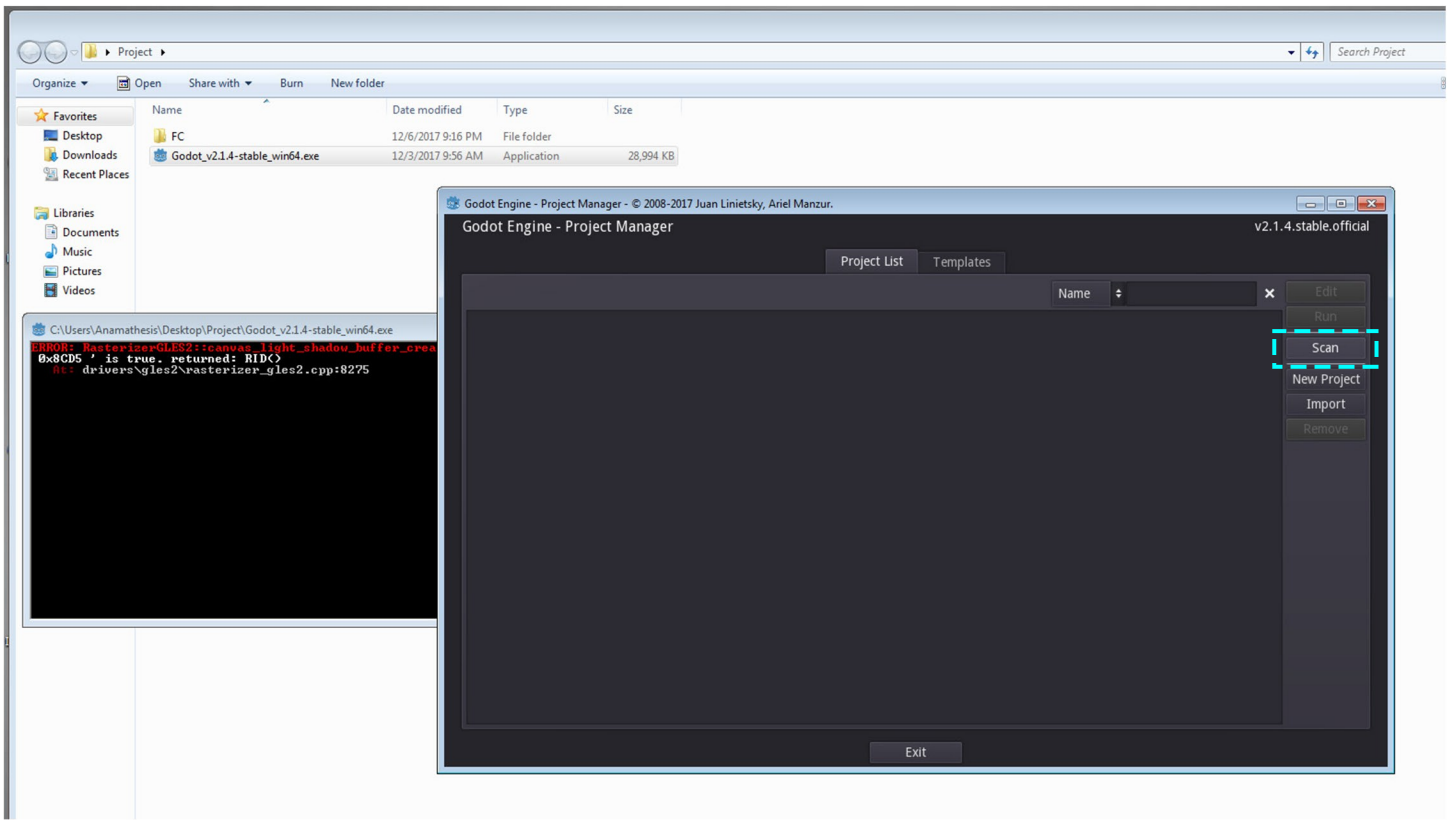 Project
Search Project
Organize
Open
Share with
Burn
New folder
Name
Date modified
Type
Size
Favorites
Desktop
Downloads
Recent Places
Libraries
Documents
Music
Pictures
Videos
FC
12/6/2017 9:16 PM
File folder
Godot_v2.1.4-stable_win64.exe
12/3/2017 9:56 AM
Application
28,994 KB
C:\Users\Anamathesis\Desktop\Project\Godot_v2.1.4-stable_win64.exe
ERROR: RasterizerGLES2::canvas_light_shadow_buffer_crea
0x8CD5 ' is true. returned: RID()
At: drivers\gles2\rasterizer_gles2.cpp:8275
Godot Engine - Project Manager - © 2008-2017 Juan Linietsky, Ariel Manzur.
Godot Engine - Project Manager
v2.1.4.stable.official
Project List
Templates
Name
Edit
Run
Scan
New Project
Import
Remove
Exit